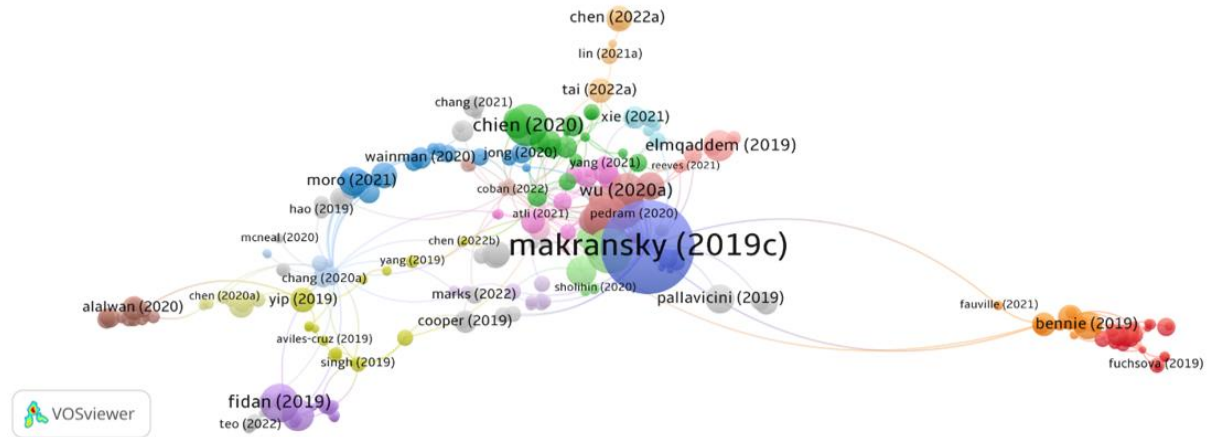 chen (2022a)
lin (2021a)
tai (2022a)
chang (2021)
chien (2020)
xie (2021)
elmqaddem (2019)
wainman (2020)
jong (2020)
yang (2021)
reeves (2021)
moro (2021)
coban (2022)
wu (2020a)
hao (2019)
atli (2021)
pedram (2020)
mcneal (2020)
chen (2022b)
makransky (2019c)
yang (2019)
chang (2020a)
sholihin (2020)
alalwan (2020)
chen (2020a)
yip (2019)
marks (2022)
pallavicini (2019)
fauville (2021)
cooper (2019)
bennie (2019)
aviles-cruz (2019)
singh (2019)
fuchsova (2019)
fidan (2019)
teo (2022)
VOSviewer